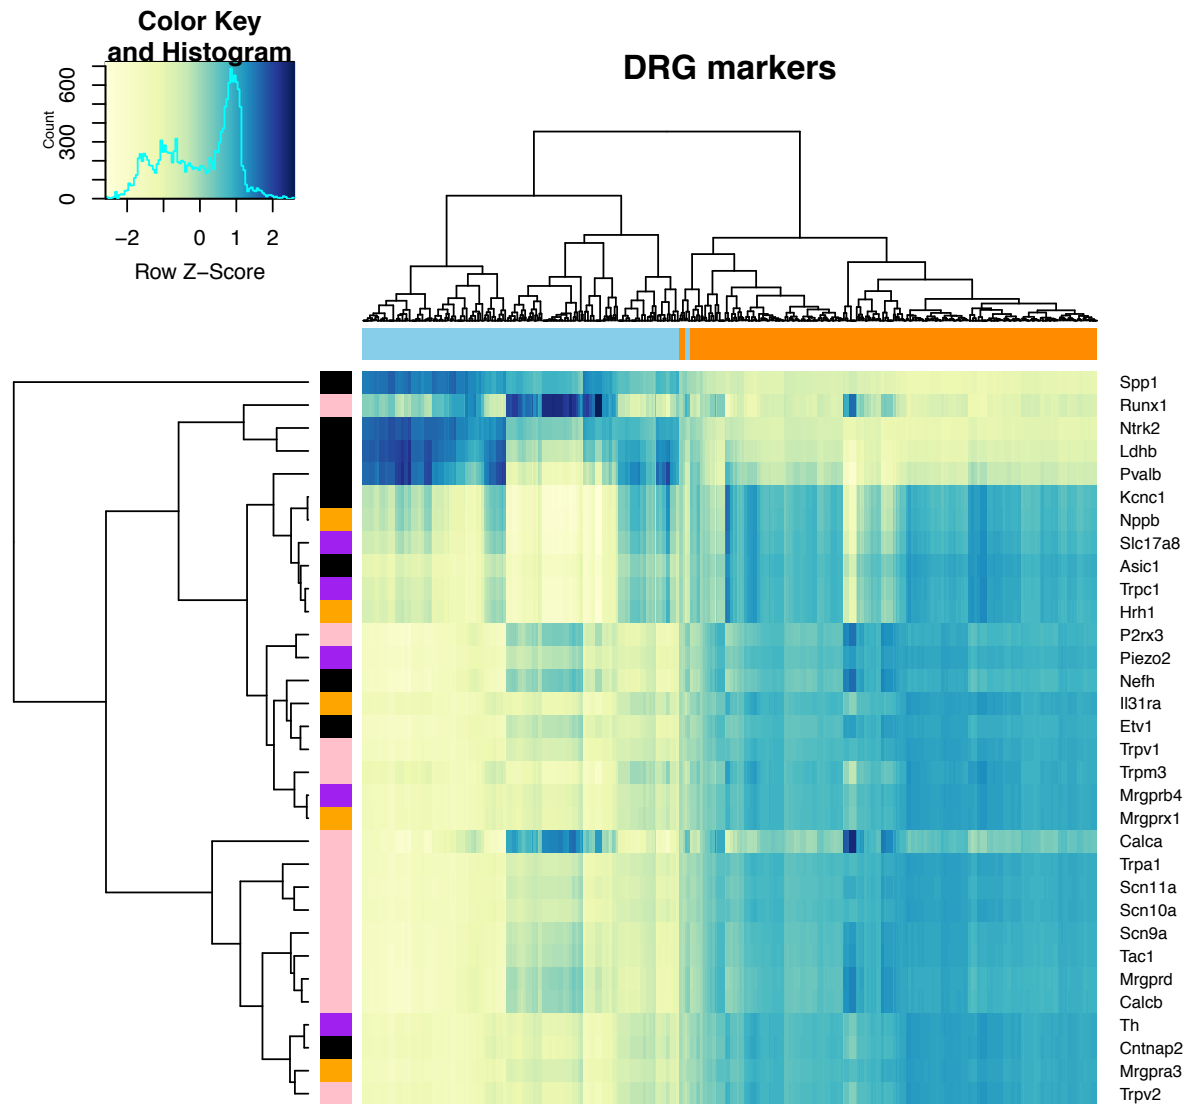 Color Key
and Histogram
Count
0 300 600
−2 0 1 2
Row Z−Score
DRG markers
Spp1
Runx1
Ntrk2
Ldhb
Pvalb
Kcnc1
Nppb
Slc17a8
Asic1
Trpc1
Hrh1
P2rx3
Piezo2
Nefh
Il31ra
Etv1
Trpv1
Trpm3
Mrgprb4
Mrgprx1
Calca
Trpa1
Scn11a
Scn10a
Scn9a
Tac1
Mrgprd
Calcb
Th
Cntnap2
Mrgpra3
Trpv2